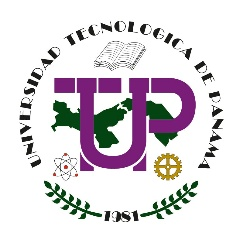 UNIVERSIDAD TECNOLOGICA DE PANAMA
UTP
1981